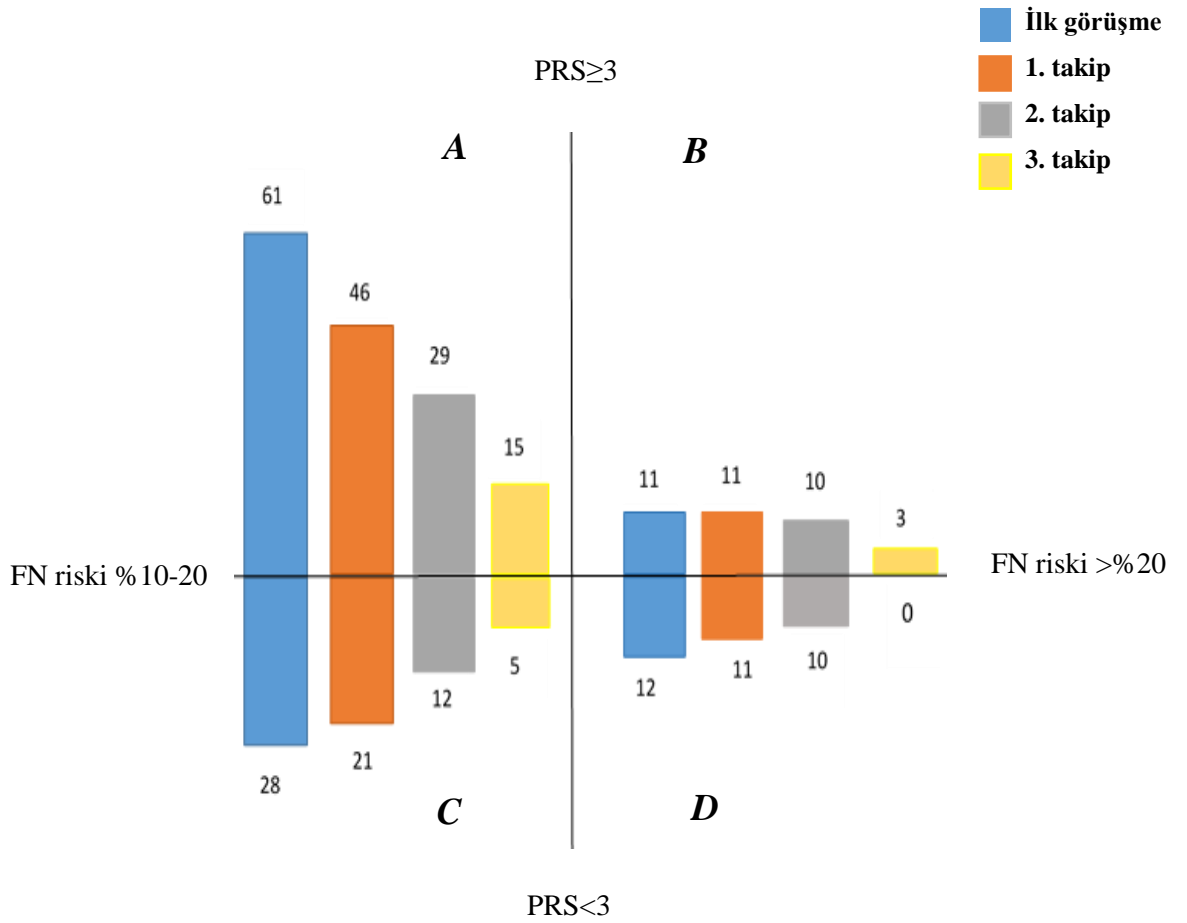 İlk görüşme
1. takip
2. takip
3. takip
PRS≥3
A
B
61
46
29
15
11
11
10
3
FN riski %10-20
FN riski >%20
28
21
12
5
12
11
10
0
C
D
PRS<3